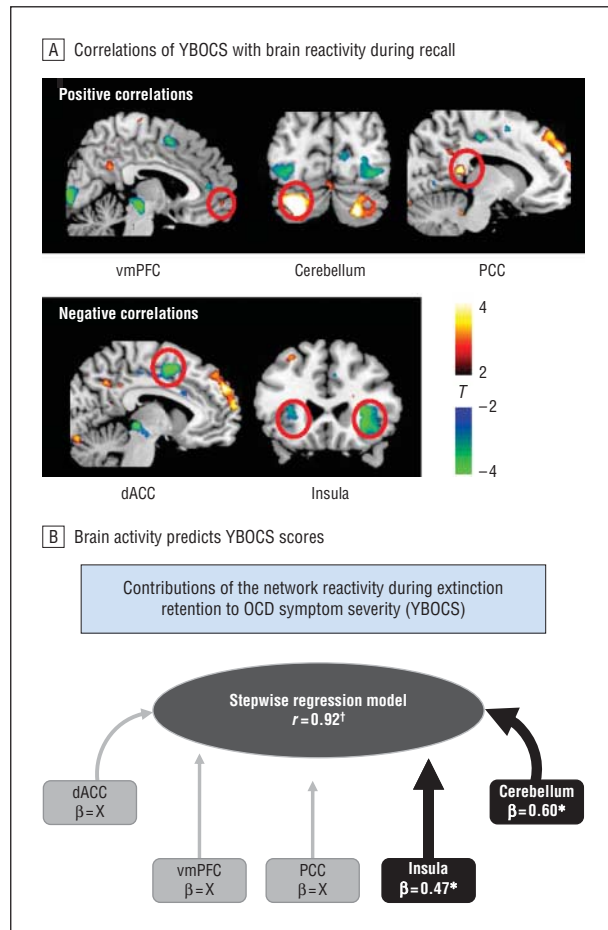 A Correlations of YBOCS with brain reactivity during recall
Positive correlations
vmPFC
Cerebellum
PCC
Negative correlations
dACC
Insula
4
2
T
−2
−4
B Brain activity predicts YBOCS scores
Contributions of the network reactivity during extinction
retention to OCD symptom severity (YBOCS)
Stepwise regression model
r = 0.92†
dACC
β = X
vmPFC
β = X
PCC
β = X
Insula
β = 0.47*
Cerebellum
β = 0.60*